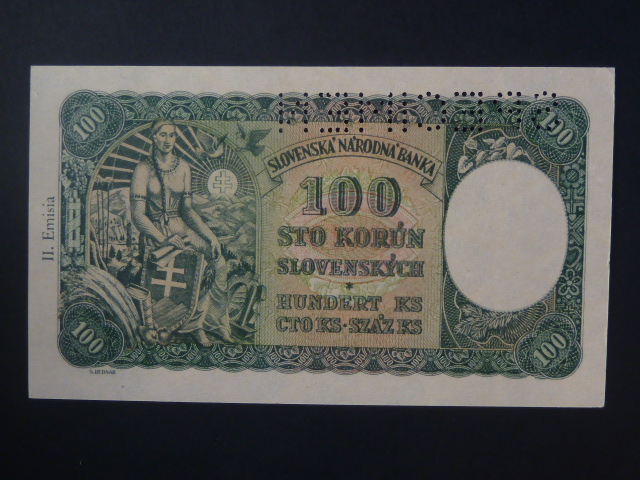 100
100
SLOVENSKÁ NÁRODNÁ BANKA
100
STO KORÚN
SLOVENSKÝCH
*
HUNDERT KS
CTO KS · SZÁZ KS
II. Emisia
100
100
Š. BEDNÁR